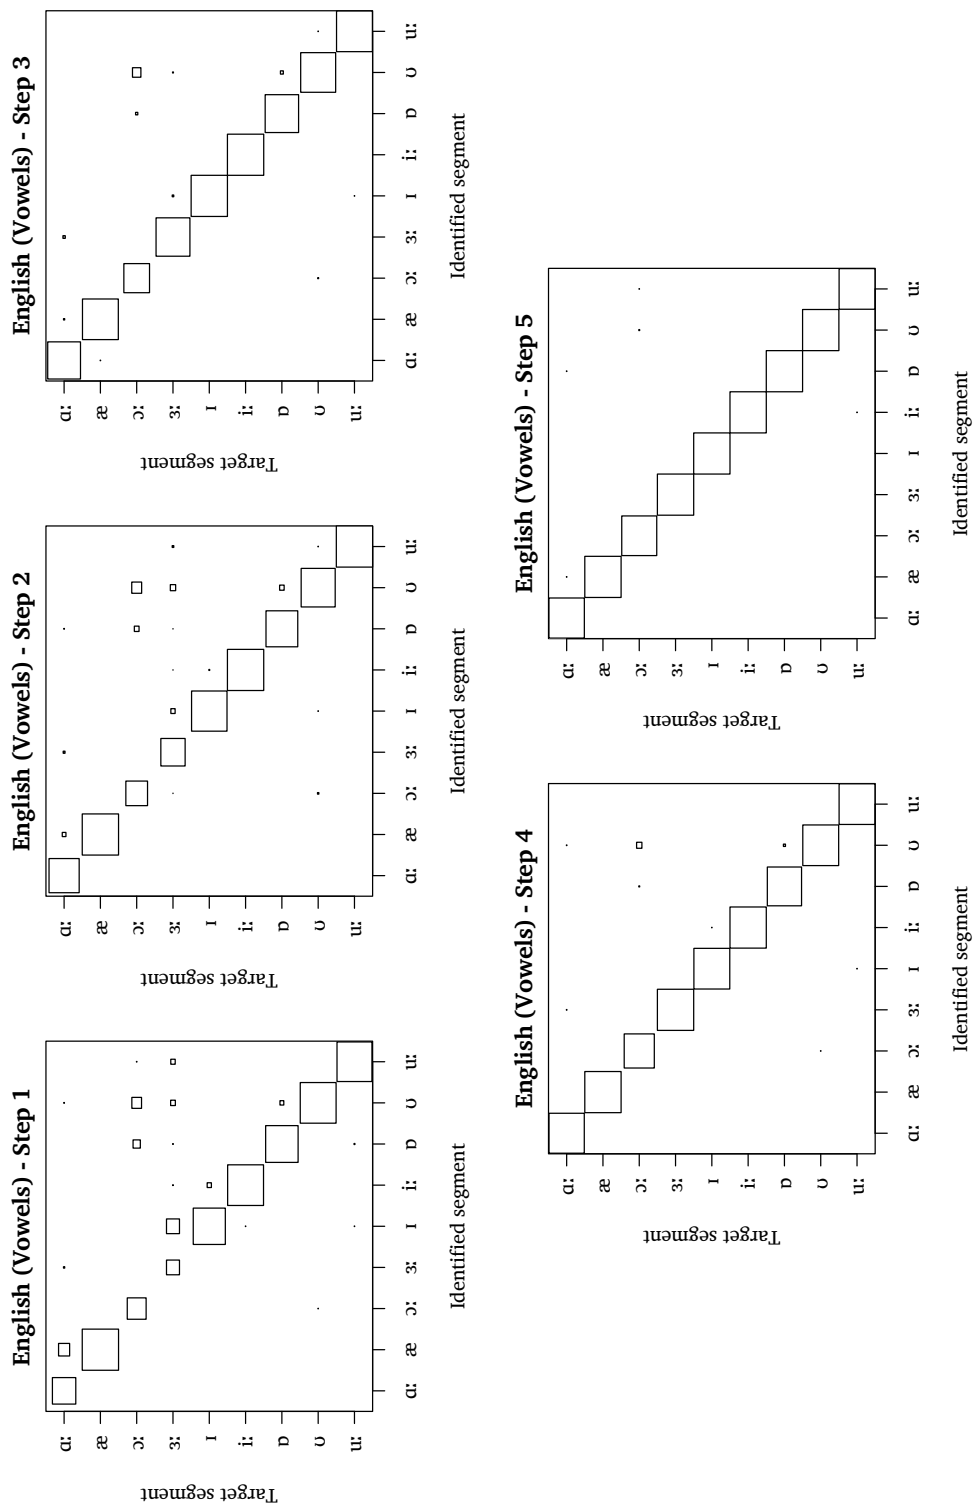 English (Vowels) - Step 1
Target segment
ɑː æ ɔː ɜː ɪ iː ɒ ʊ uː
ɑː æ ɔː ɜː ɪ iː ɒ ʊ uː
Identified segment
English (Vowels) - Step 2
Target segment
ɑː æ ɔː ɜː ɪ iː ɒ ʊ uː
ɑː æ ɔː ɜː ɪ iː ɒ ʊ uː
Identified segment
English (Vowels) - Step 3
Target segment
ɑː æ ɔː ɜː ɪ iː ɒ ʊ uː
ɑː æ ɔː ɜː ɪ iː ɒ ʊ uː
Identified segment
English (Vowels) - Step 4
Target segment
ɑː æ ɔː ɜː ɪ iː ɒ ʊ uː
ɑː æ ɔː ɜː ɪ iː ɒ ʊ uː
Identified segment
English (Vowels) - Step 5
Target segment
ɑː æ ɔː ɜː ɪ iː ɒ ʊ uː
ɑː æ ɔː ɜː ɪ iː ɒ ʊ uː
Identified segment